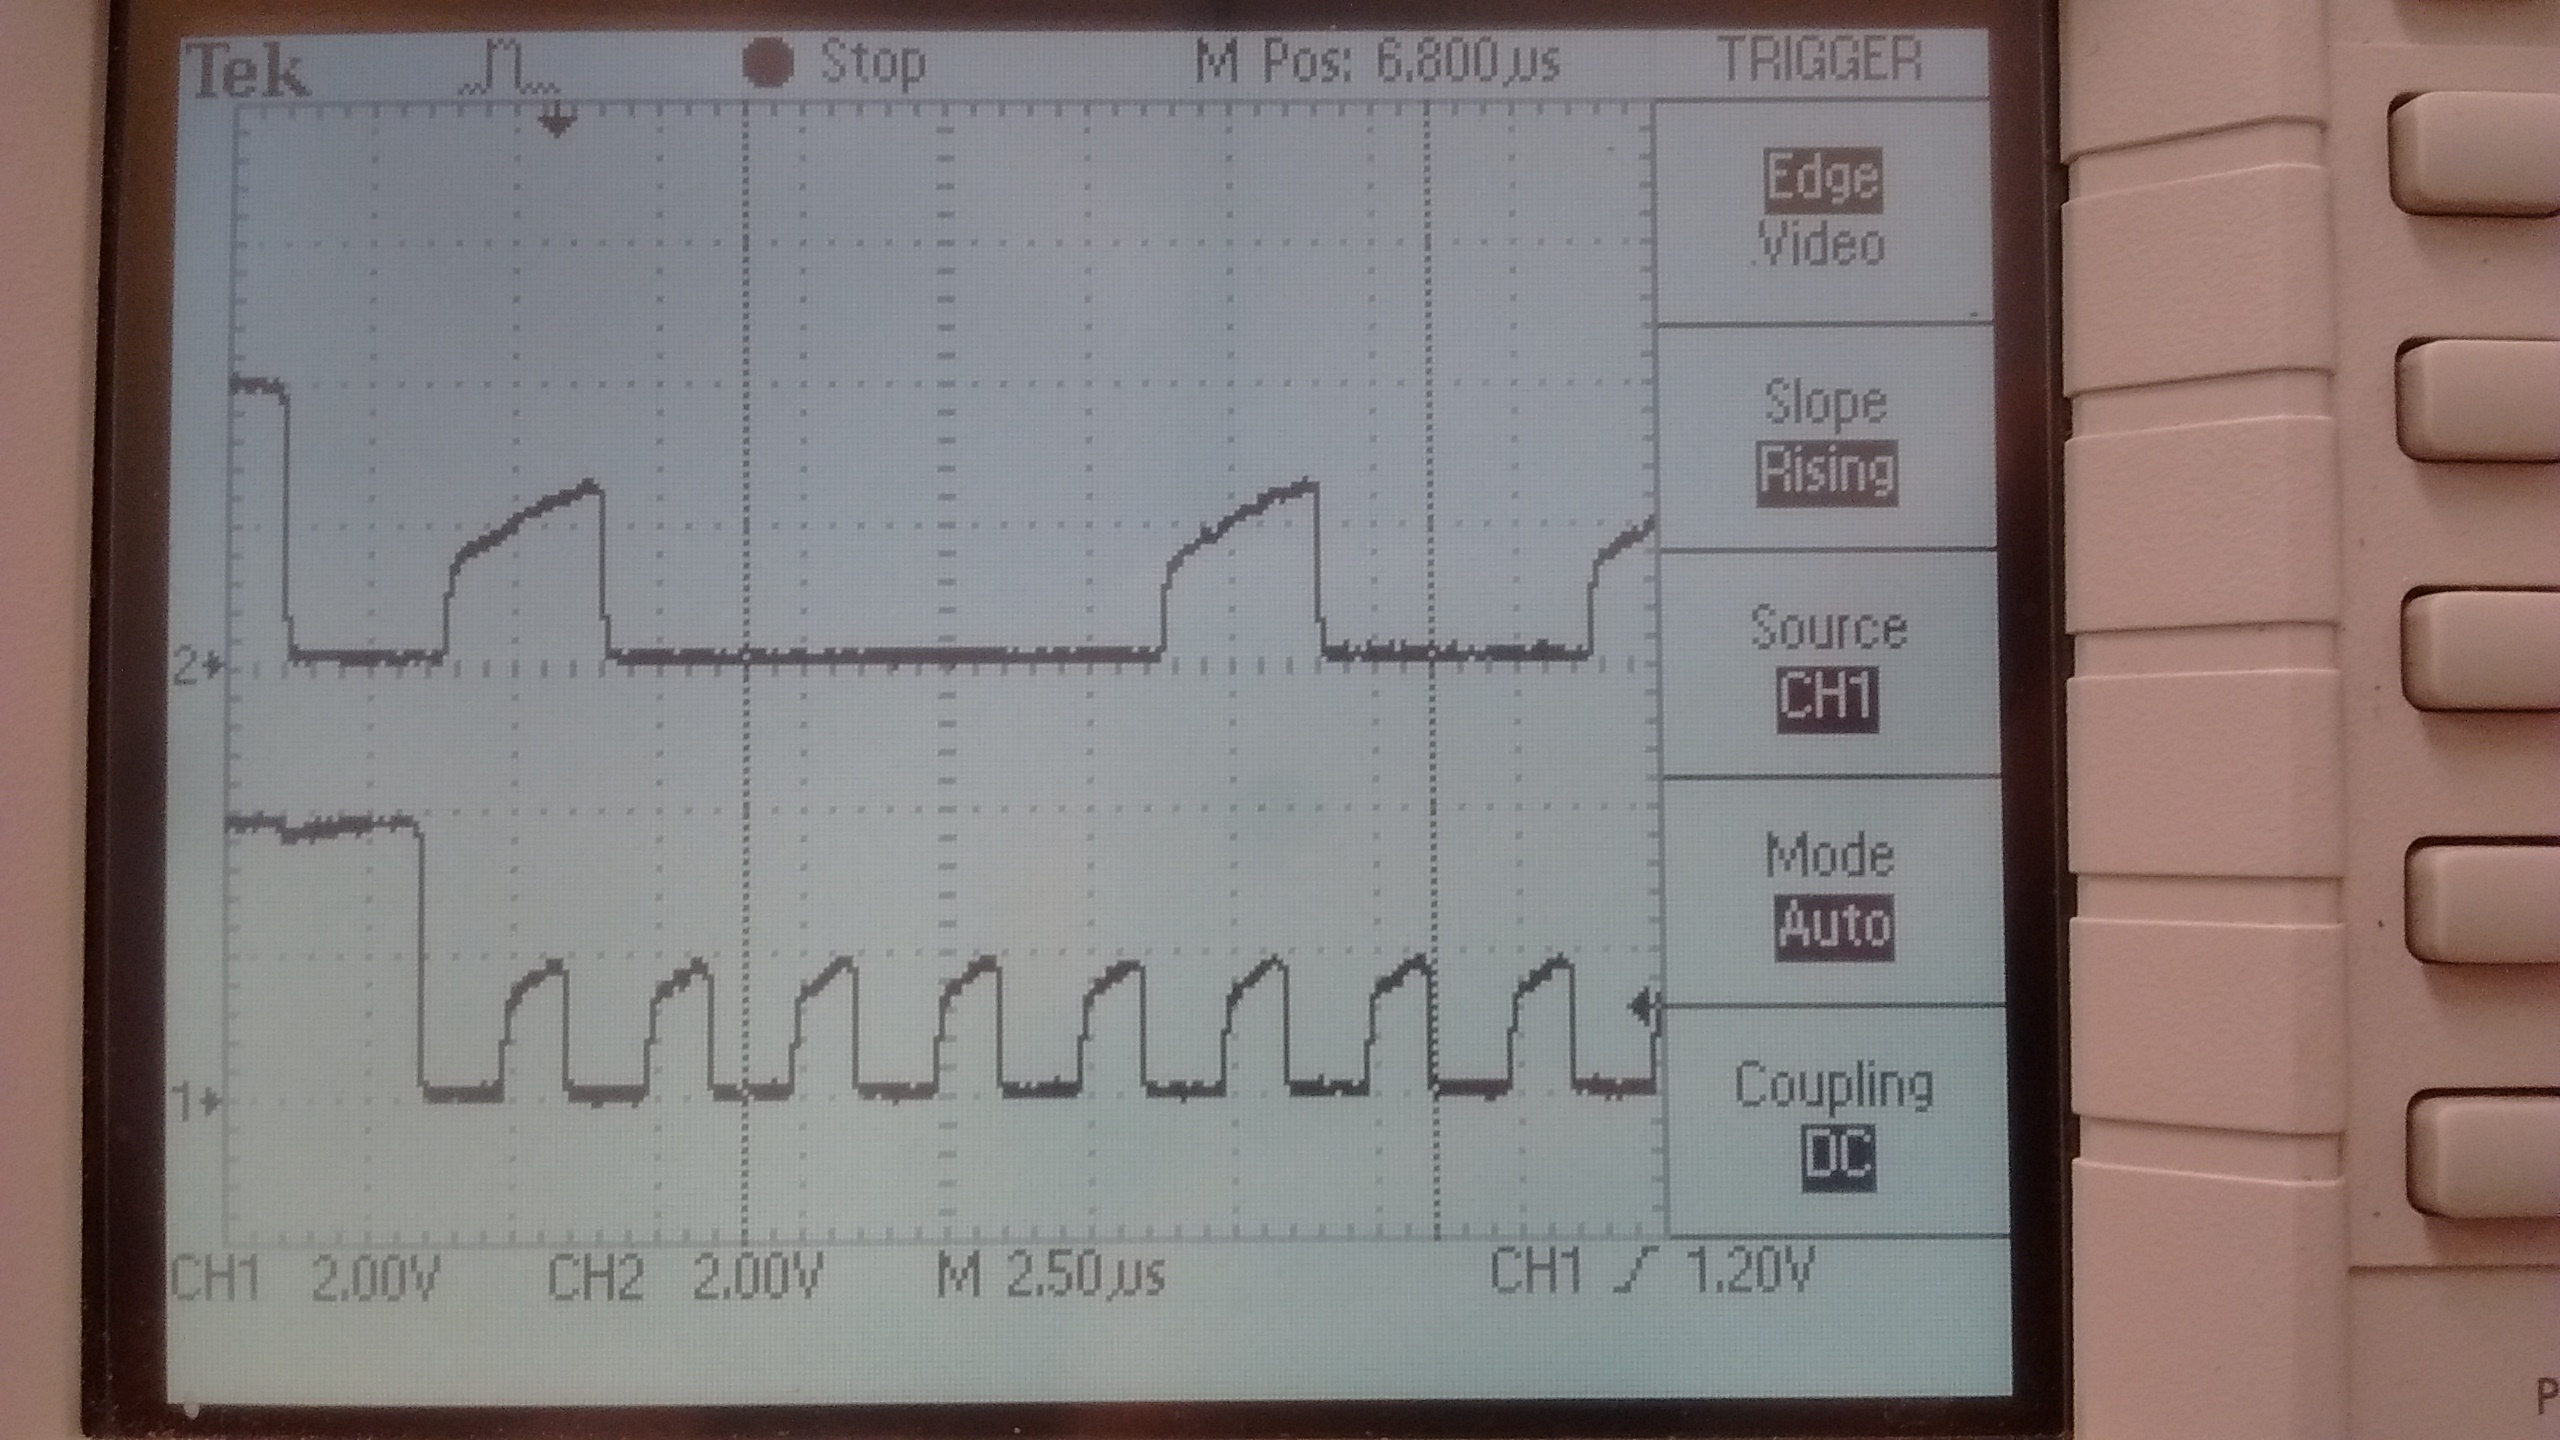 Tek Stop M Pos: 6.800µs TRIGGER
Edge
Video
Slope
Rising
2
Source
CH1
Mode
Auto
1
Coupling
DC
CH1 2.00V CH2 2.00V M 2.50µs CH1 1.20V
P